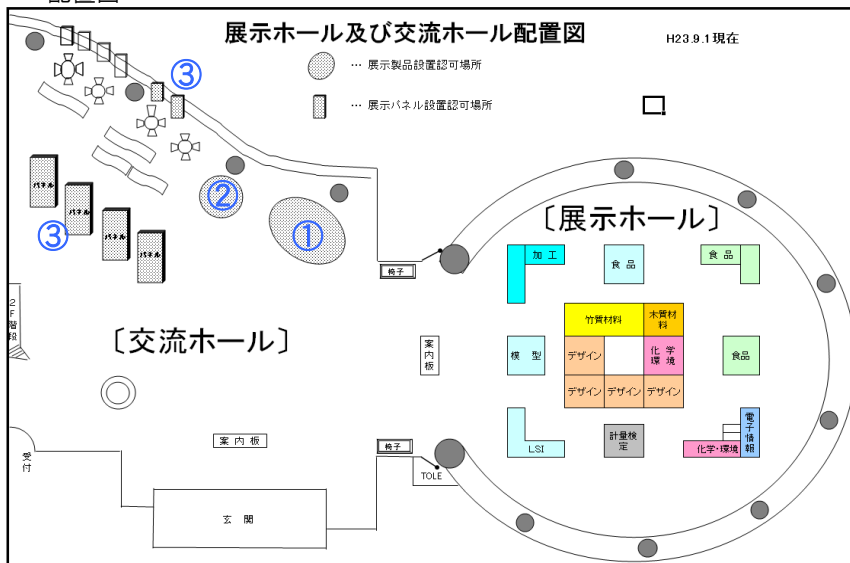 配置図
展示ホール及び交流ホール配置図
H23.9.1現在
… 展示製品設置認可場所
… 展示パネル設置認可場所
③
②
①
③
パネル
パネル
パネル
パネル
〔展示ホール〕
〔交流ホール〕
椅子
加工
食品
食品
竹質材料
木質材料
案内板
模型
デザイン
化学環境
食品
デザイン
デザイン
デザイン
2F階段
案内板
椅子
LSI
計量検定
化学・環境
電子情報
受付
TOLE
玄関